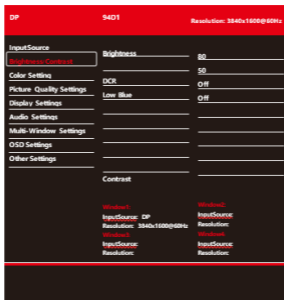 DP 94D1 Resolution: 3840x1600@60Hz
InputSource
Brightness Contrast
Color Setting
Picture Quality Settings
Display Settings
Audio Settings
Multi-Window Settings
OSD Settings
Other Settings
Brightness 80
50
DCR Off
Low Blue Off
Contrast
Window1:
InputSource: DP
Resolution: 3840x1600@60Hz
Window2:
InputSource:
Resolution:
Window3:
InputSource:
Resolution:
Window4:
InputSource:
Resolution: